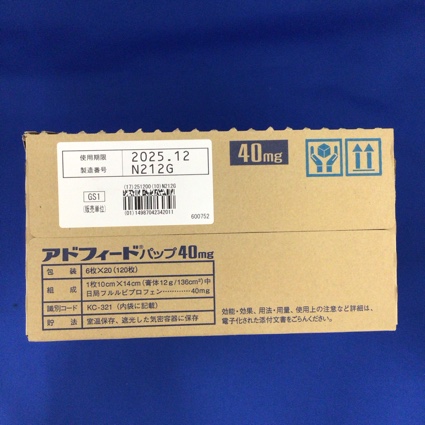 使用期限 2025.12
製造番号 N212G
(17)251200(10)N212G
GS1
(販売単位)
(01)14987042342011
600752
40mg
アドフィード®パップ40mg
包装 6枚×20(120枚)
組成 1枚10cm×14cm(膏体12g/136cm²)中
日局フルルビプロフェン…………40mg
識別コード KC-321(内袋に記載)
貯法 室温保存、遮光した気密容器に保存
効能・効果、用法・用量、使用上の注意など詳細は、
電子化された添付文書をごらんください。